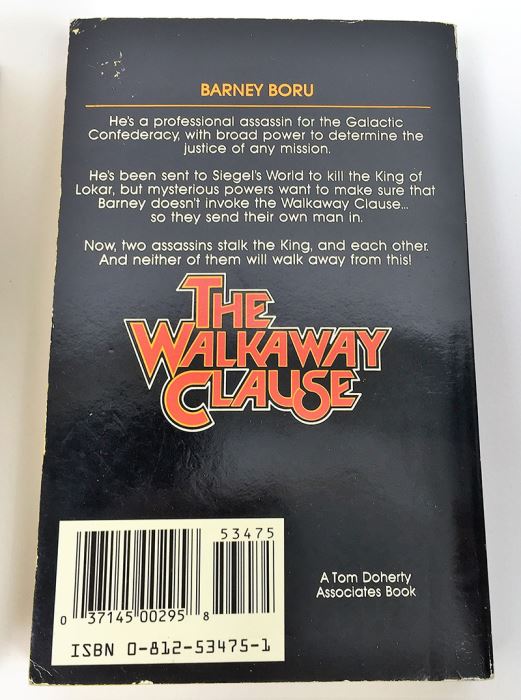 BARNEY BORU
He's a professional assassin for the Galactic
Confederacy, with broad power to determine the
justice of any mission.
He's been sent to Siegel's World to kill the King of
Lokar, but mysterious powers want to make sure that
Barney doesn't invoke the Walkaway Clause...
so they send their own man in.
Now, two assassins stalk the King, and each other.
And neither of them will walk away from this!
THE
WALKAWAY
CLAUSE
53475
0 37145 00295 8
ISBN 0-812-53475-1
A Tom Doherty
Associates Book